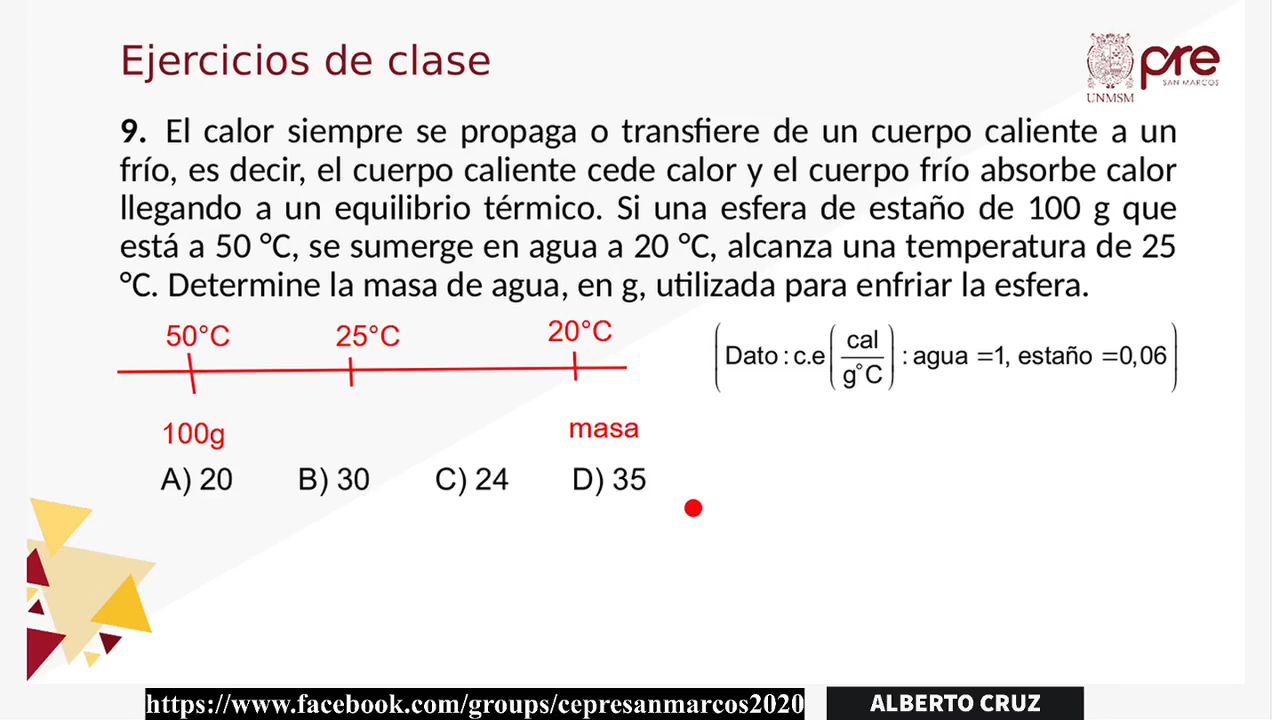 Ejercicios de clase
pre
SAN MARCOS
UNMSM
9. El calor siempre se propaga o transfiere de un cuerpo caliente a un
frío, es decir, el cuerpo caliente cede calor y el cuerpo frío absorbe calor
llegando a un equilibrio térmico. Si una esfera de estaño de 100 g que
está a 50 °C, se sumerge en agua a 20 °C, alcanza una temperatura de 25
°C. Determine la masa de agua, en g, utilizada para enfriar la esfera.
50°C 25°C 20°C
(Dato : c.e (cal/g°C) : agua =1, estaño =0,06)
100g masa
A) 20 B) 30 C) 24 D) 35
https://www.facebook.com/groups/cepresanmarcos2020
ALBERTO CRUZ